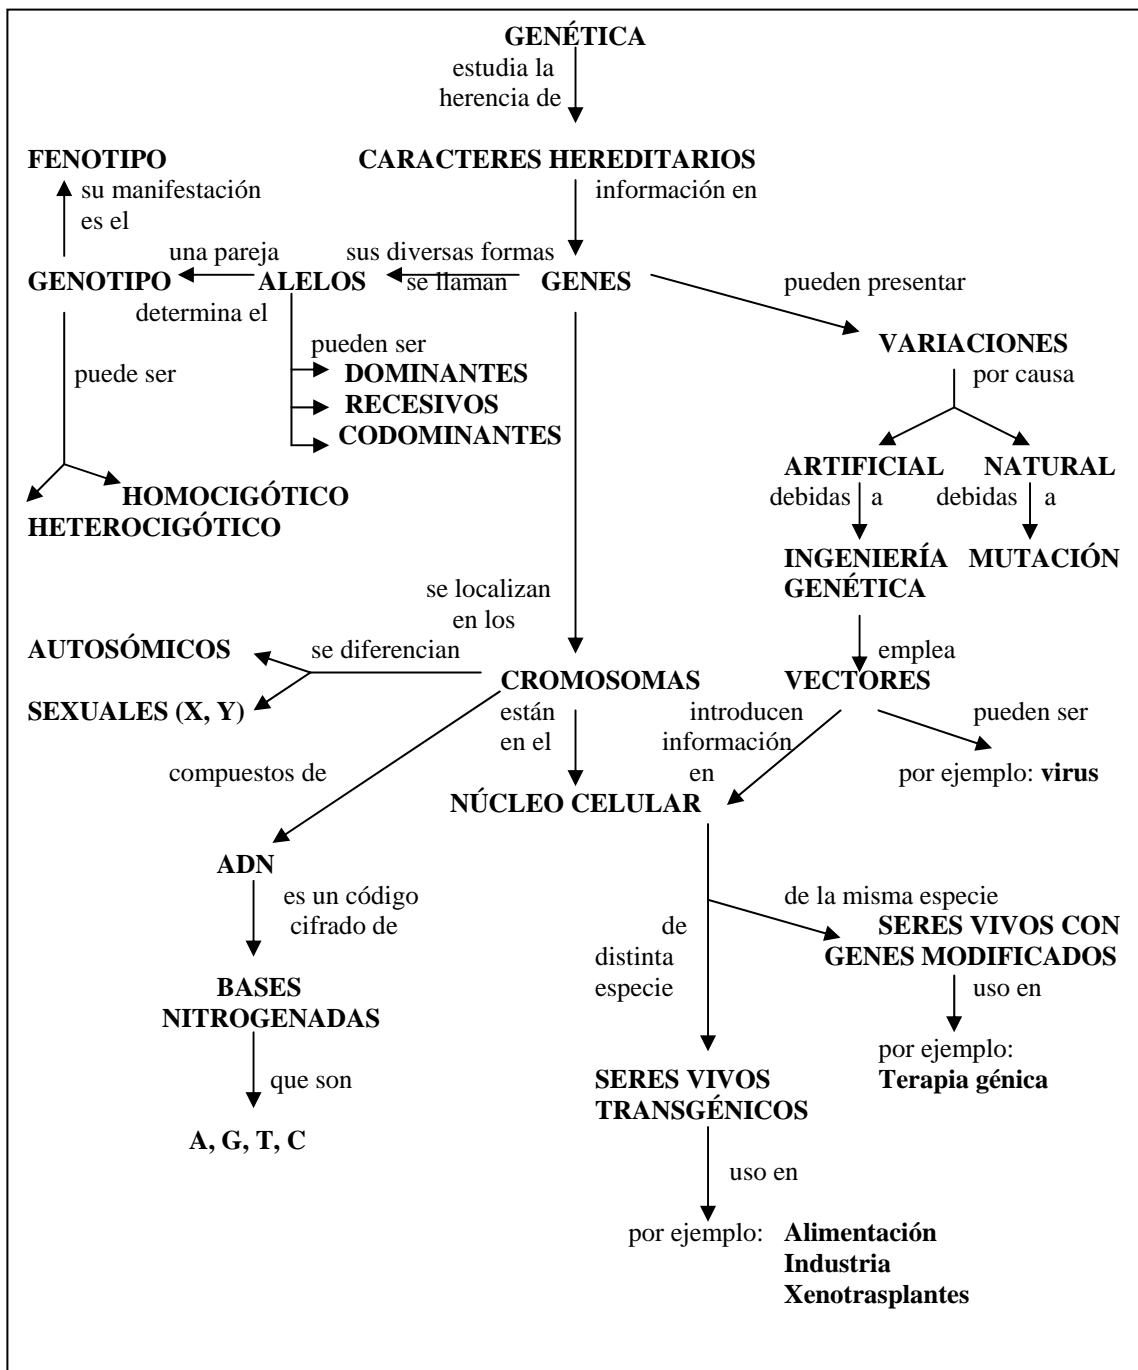 GENÉTICA
estudia la
herencia de
FENOTIPO
CARACTERES HEREDITARIOS
su manifestación
es el
información en
una pareja
sus diversas formas
GENOTIPO
ALELOS
se llaman
GENES
pueden presentar
determina el
pueden ser
VARIACIONES
puede ser
DOMINANTES
por causa
RECESIVOS
CODOMINANTES
ARTIFICIAL
NATURAL
HOMOCIGÓTICO
debidas a
debidas a
HETEROCIGÓTICO
INGENIERÍA
GENÉTICA
MUTACIÓN
se localizan
en los
AUTOSÓMICOS
se diferencian
emplea
CROMOSOMAS
VECTORES
SEXUALES (X, Y)
están
en el
introducen
información
en
pueden ser
compuestos de
por ejemplo: virus
NÚCLEO CELULAR
ADN
es un código
cifrado de
de la misma especie
de
distinta
especie
SERES VIVOS CON
GENES MODIFICADOS
BASES
NITROGENADAS
uso en
por ejemplo:
Terapia génica
que son
SERES VIVOS
TRANSGÉNICOS
A, G, T, C
uso en
por ejemplo: Alimentación
Industria
Xenotrasplantes